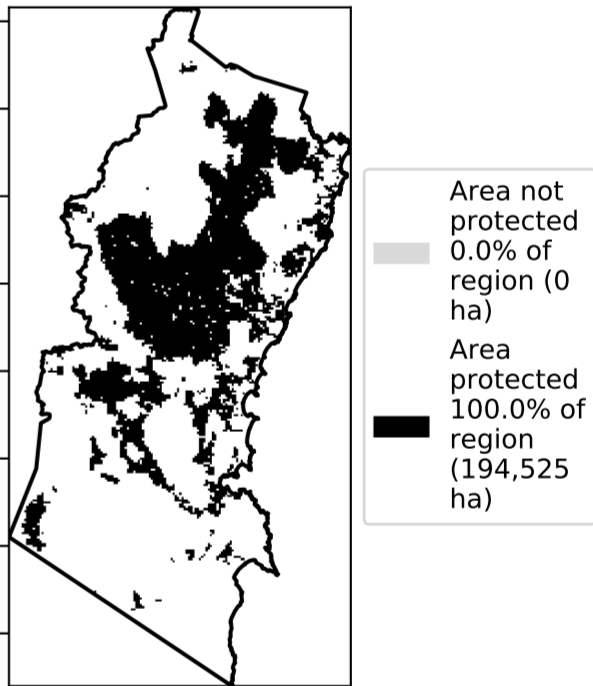 Area not
protected
0.0% of
region (0
ha)
Area
protected
100.0% of
region
(194,525
ha)